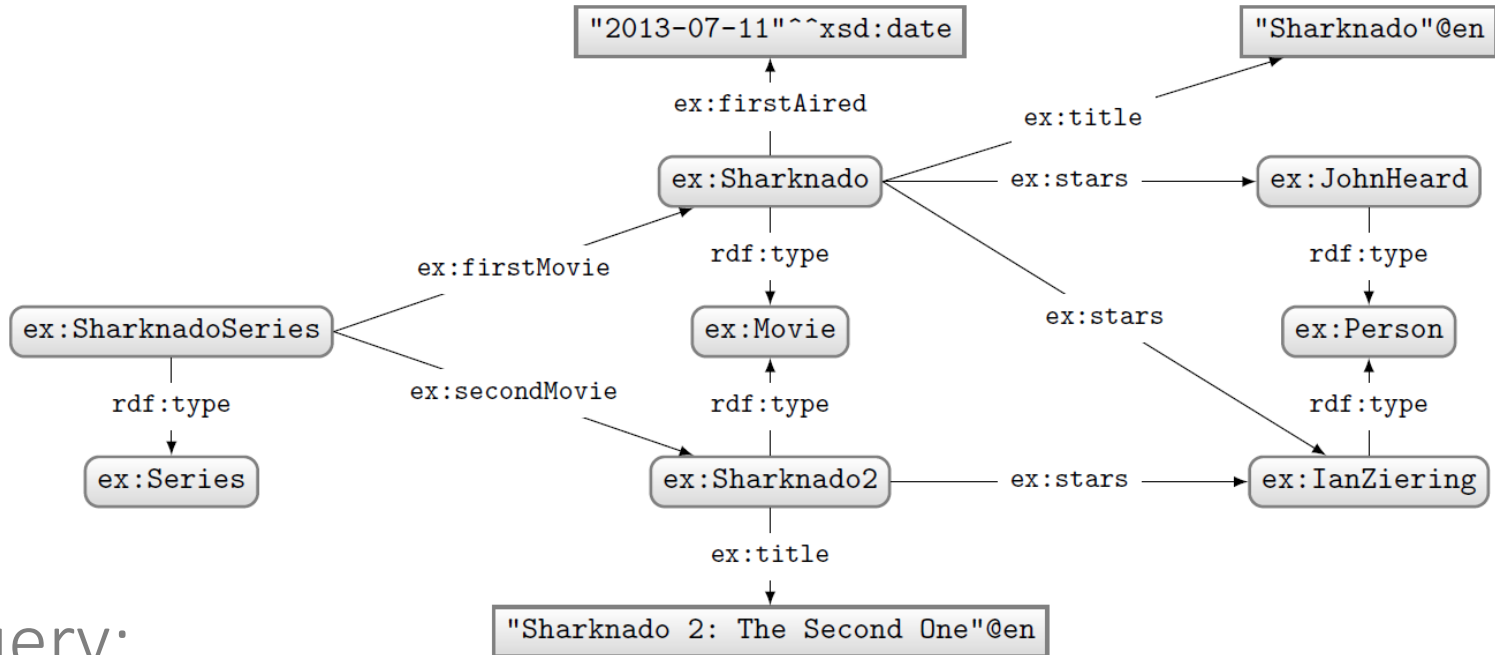 "2013-07-11"^^xsd:date
"Sharknado"@en
ex:firstAired
ex:title
ex:Sharknado
ex:stars
ex:JohnHeard
rdf:type
rdf:type
ex:firstMovie
ex:SharknadoSeries
ex:Movie
ex:stars
ex:Person
ex:secondMovie
rdf:type
rdf:type
rdf:type
ex:Series
ex:Sharknado2
ex:stars
ex:IanZiering
ex:title
"Sharknado 2: The Second One"@en